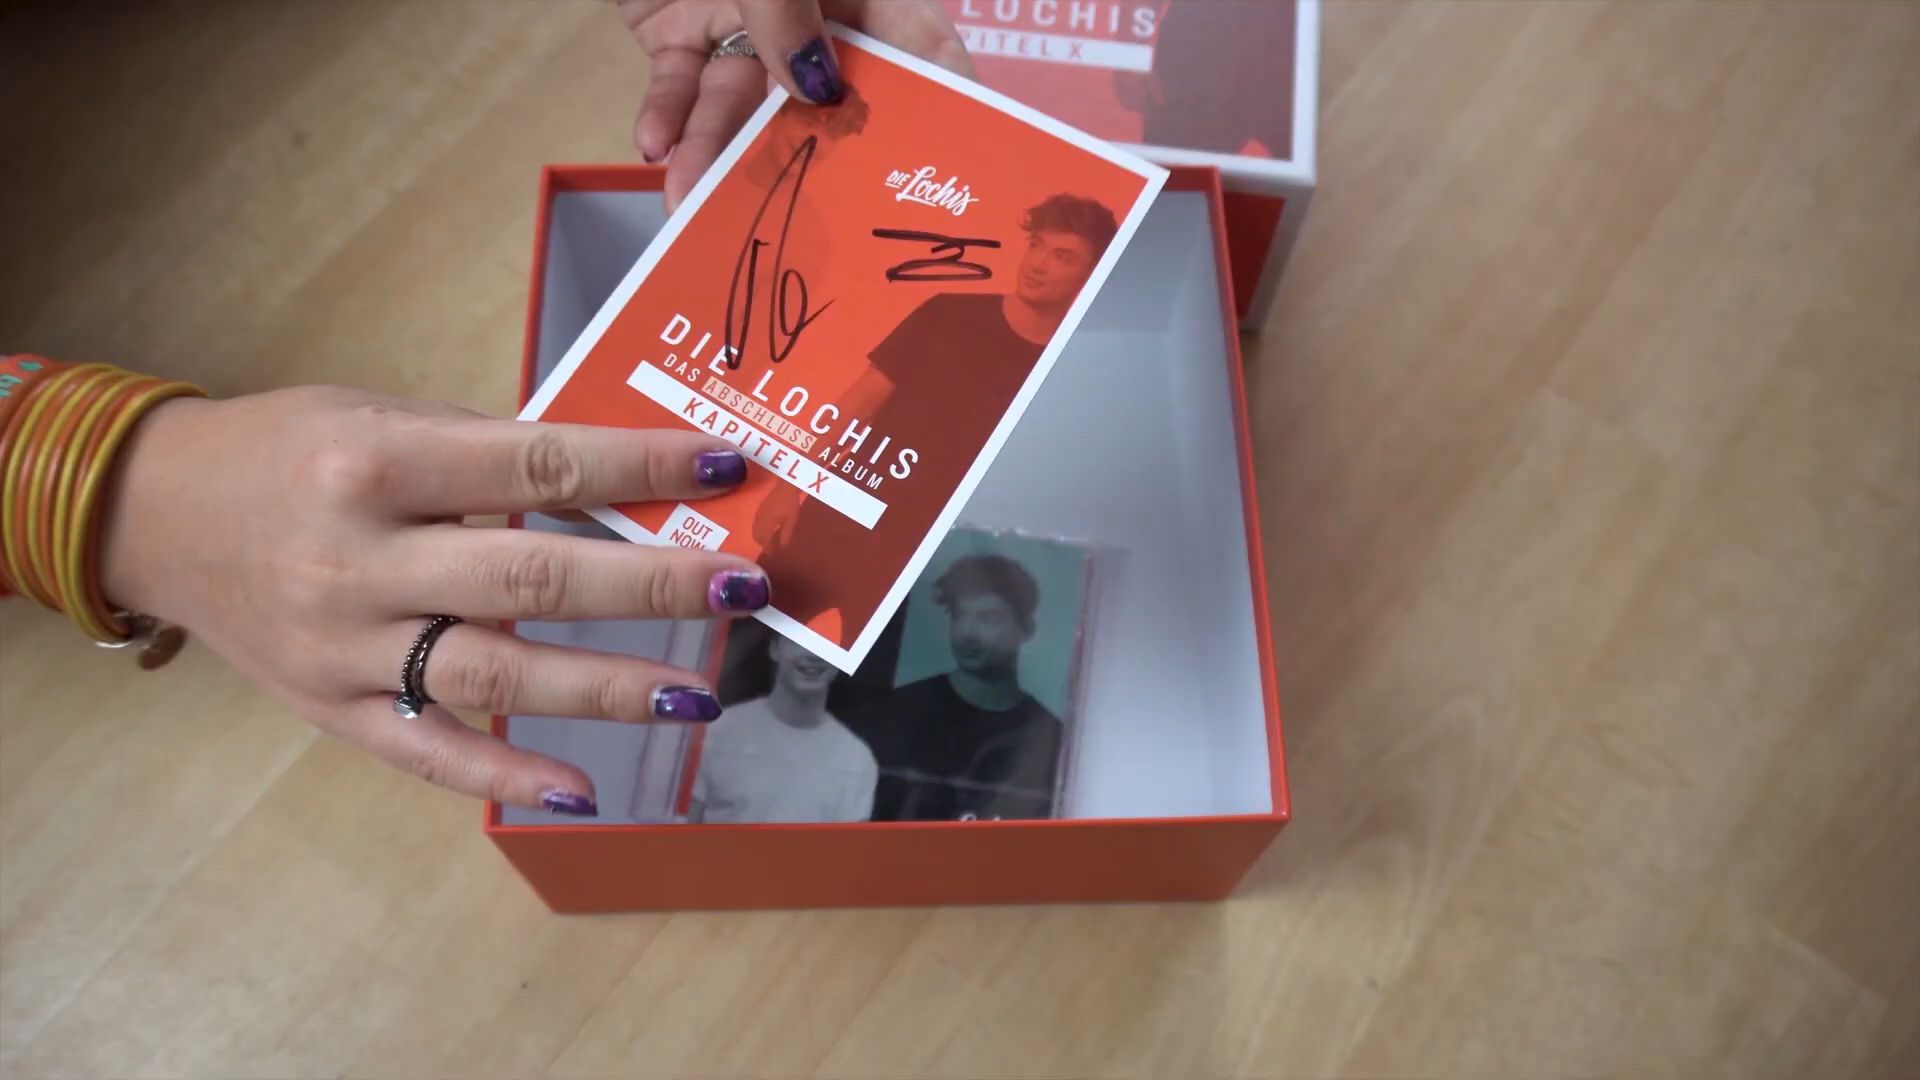 LOCHIS
PITEL X
DIE Lochis
DIE LOCHIS
DAS ABSCHLUSS ALBUM
KAPITEL X
OUT
NOW